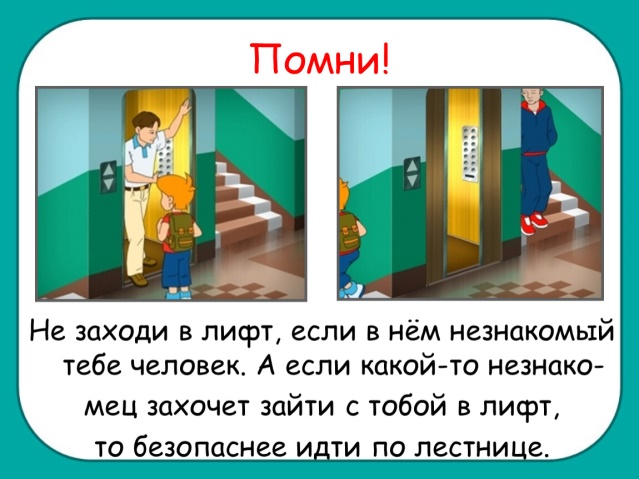 Помни!
Не заходи в лифт, если в нём незнакомый
тебе человек. А если какой-то незнако-
мец захочет зайти с тобой в лифт,
то безопаснее идти по лестнице.